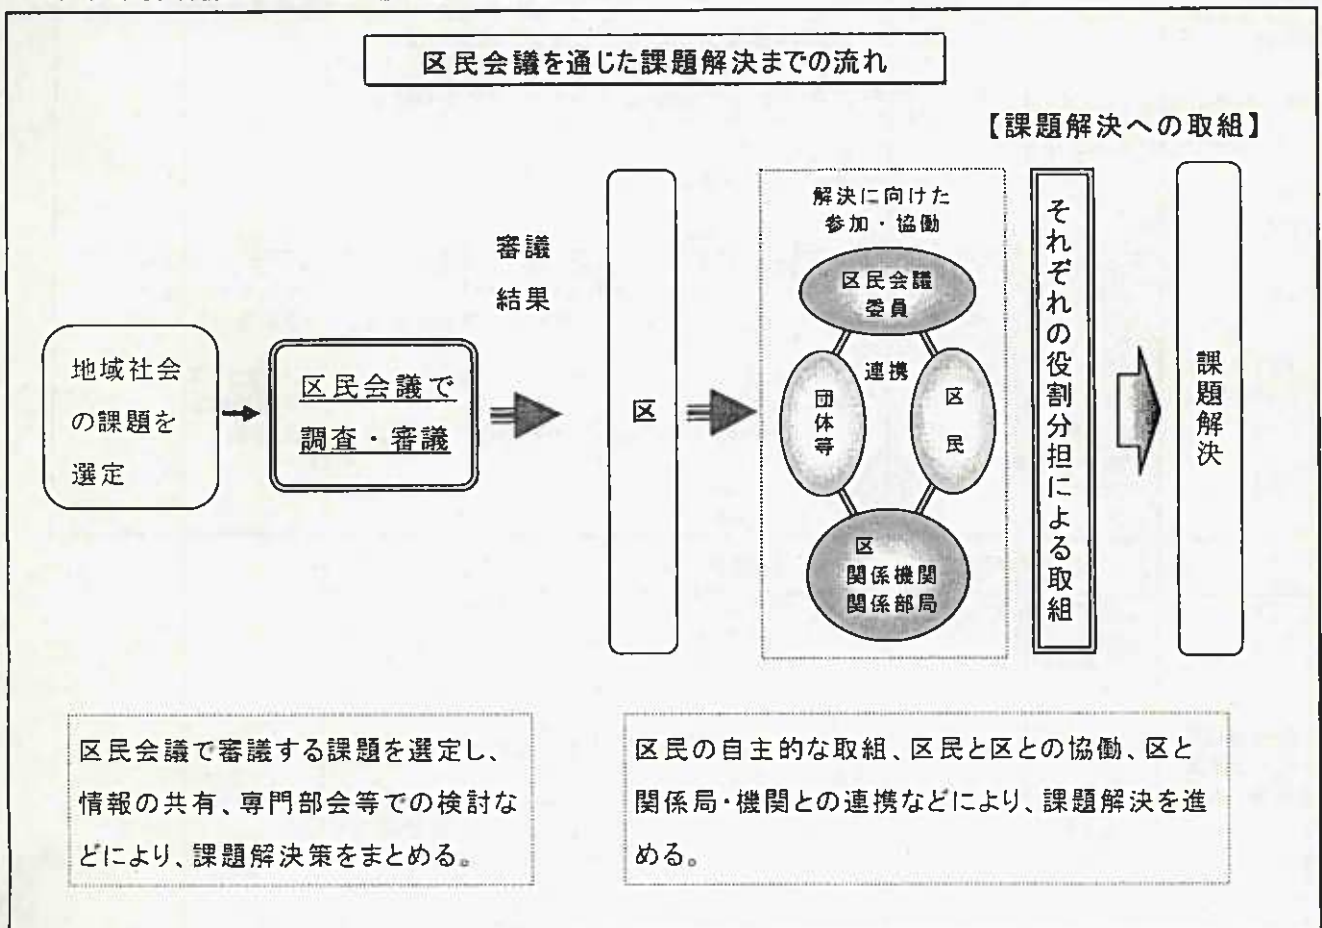 区民会議を通じた課題解決までの流れ
【課題解決への取組】
地域社会
の課題を
選定
区民会議で
調査・審議
審議
結果
区
解決に向けた
参加・協働
区民会議
委員
連携
団体等
区民
区
関係機関
関係部局
それぞれの役割分担による取組
課題解決
区民会議で審議する課題を選定し、
情報の共有、専門部会等での検討な
どにより、課題解決策をまとめる。
区民の自主的な取組、区民と区との協働、区と
関係局・機関との連携などにより、課題解決を進
める。